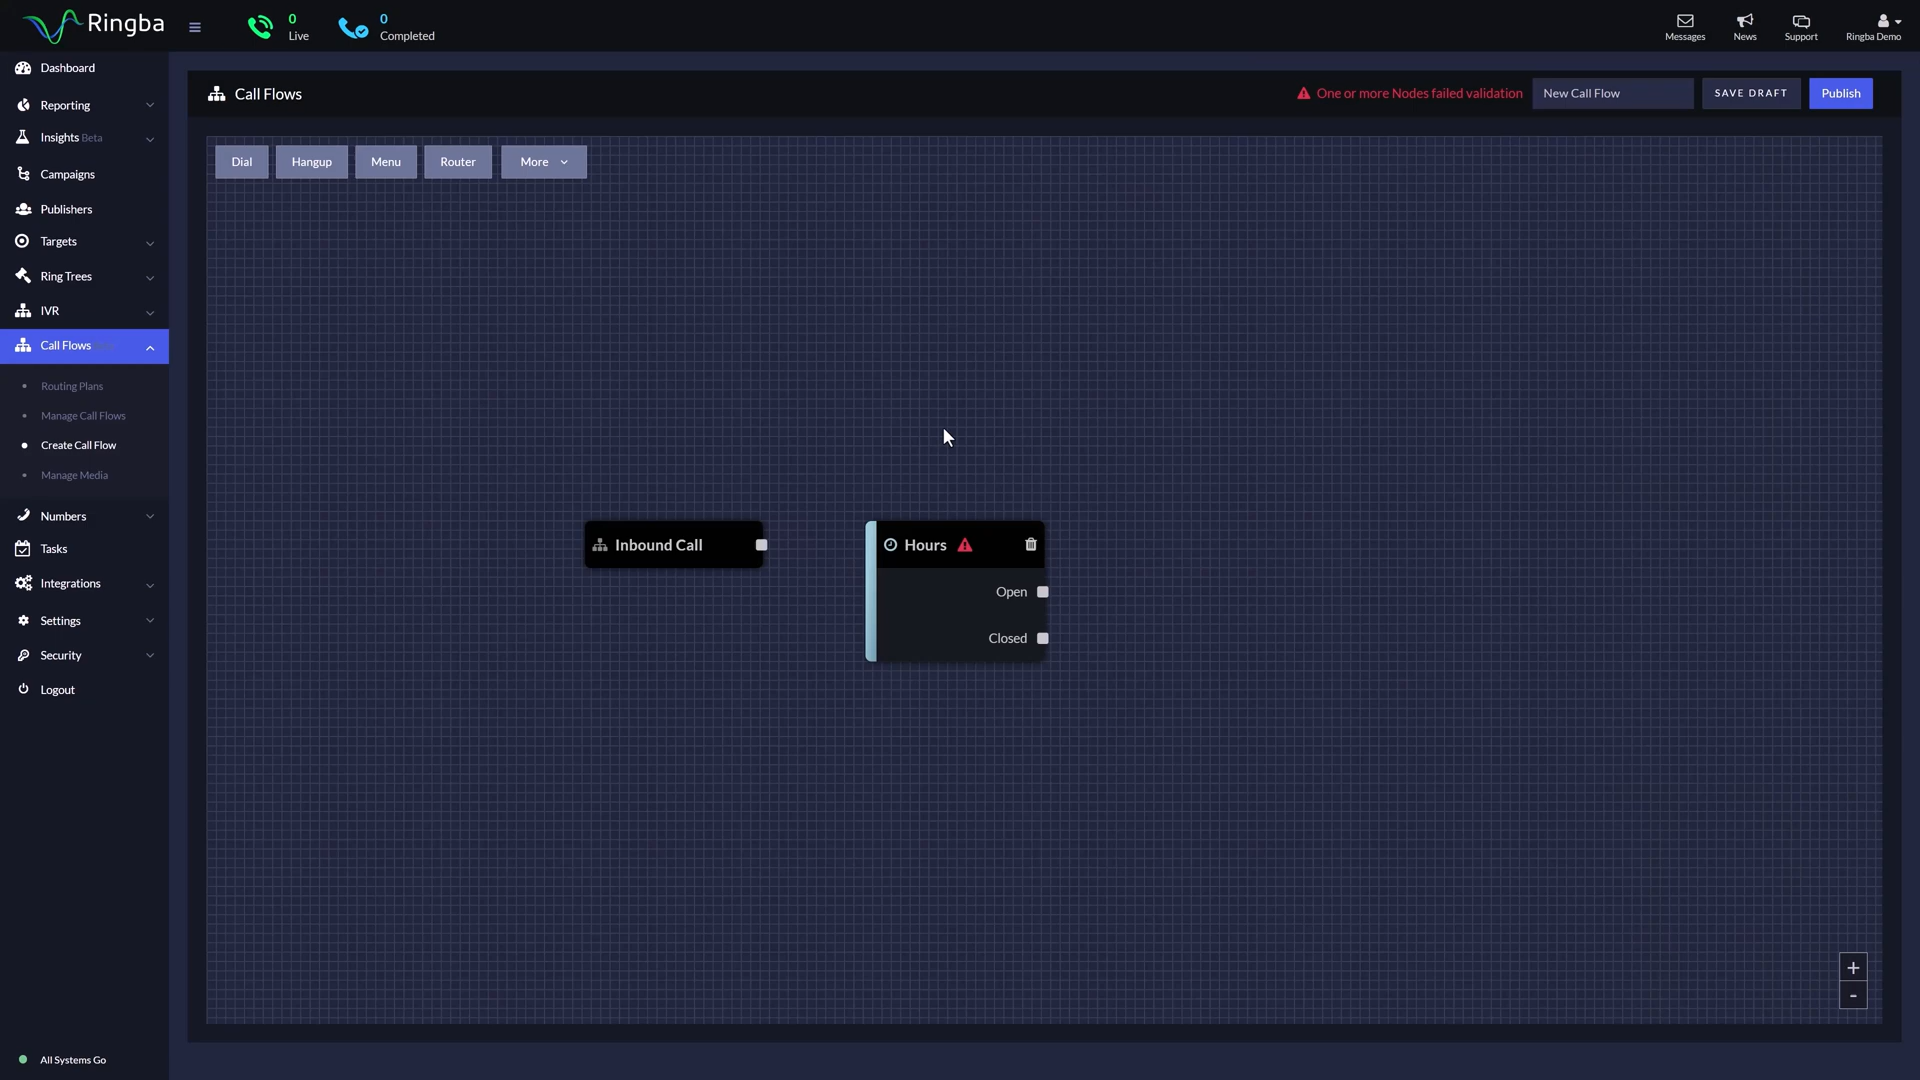 Ringba
0
Live
0
Completed
Messages
News
Support
Ringba Demo
Dashboard
Reporting
Insights Beta
Campaigns
Publishers
Targets
Ring Trees
IVR
Call Flows
Routing Plans
Manage Call Flows
Create Call Flow
Manage Media
Numbers
Tasks
Integrations
Settings
Security
Logout
All Systems Go
Call Flows
One or more Nodes failed validation
New Call Flow
SAVE DRAFT
Publish
Dial
Hangup
Menu
Router
More
Inbound Call
Hours
Open
Closed
+
-